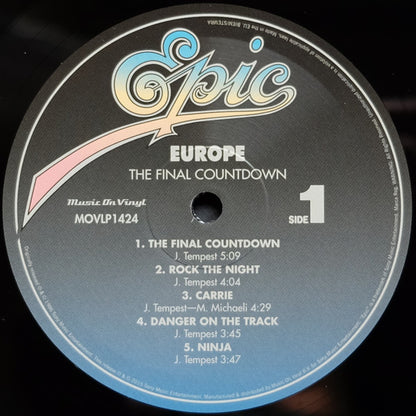 Epic
EUROPE
THE FINAL COUNTDOWN
Music On Vinyl
MOVLP1424
SIDE 1
1. THE FINAL COUNTDOWN
J. Tempest 5:09
2. ROCK THE NIGHT
J. Tempest 4:04
3. CARRIE
J. Tempest—M. Michaeli 4:29
4. DANGER ON THE TRACK
J. Tempest 3:45
5. NINJA
J. Tempest 3:47